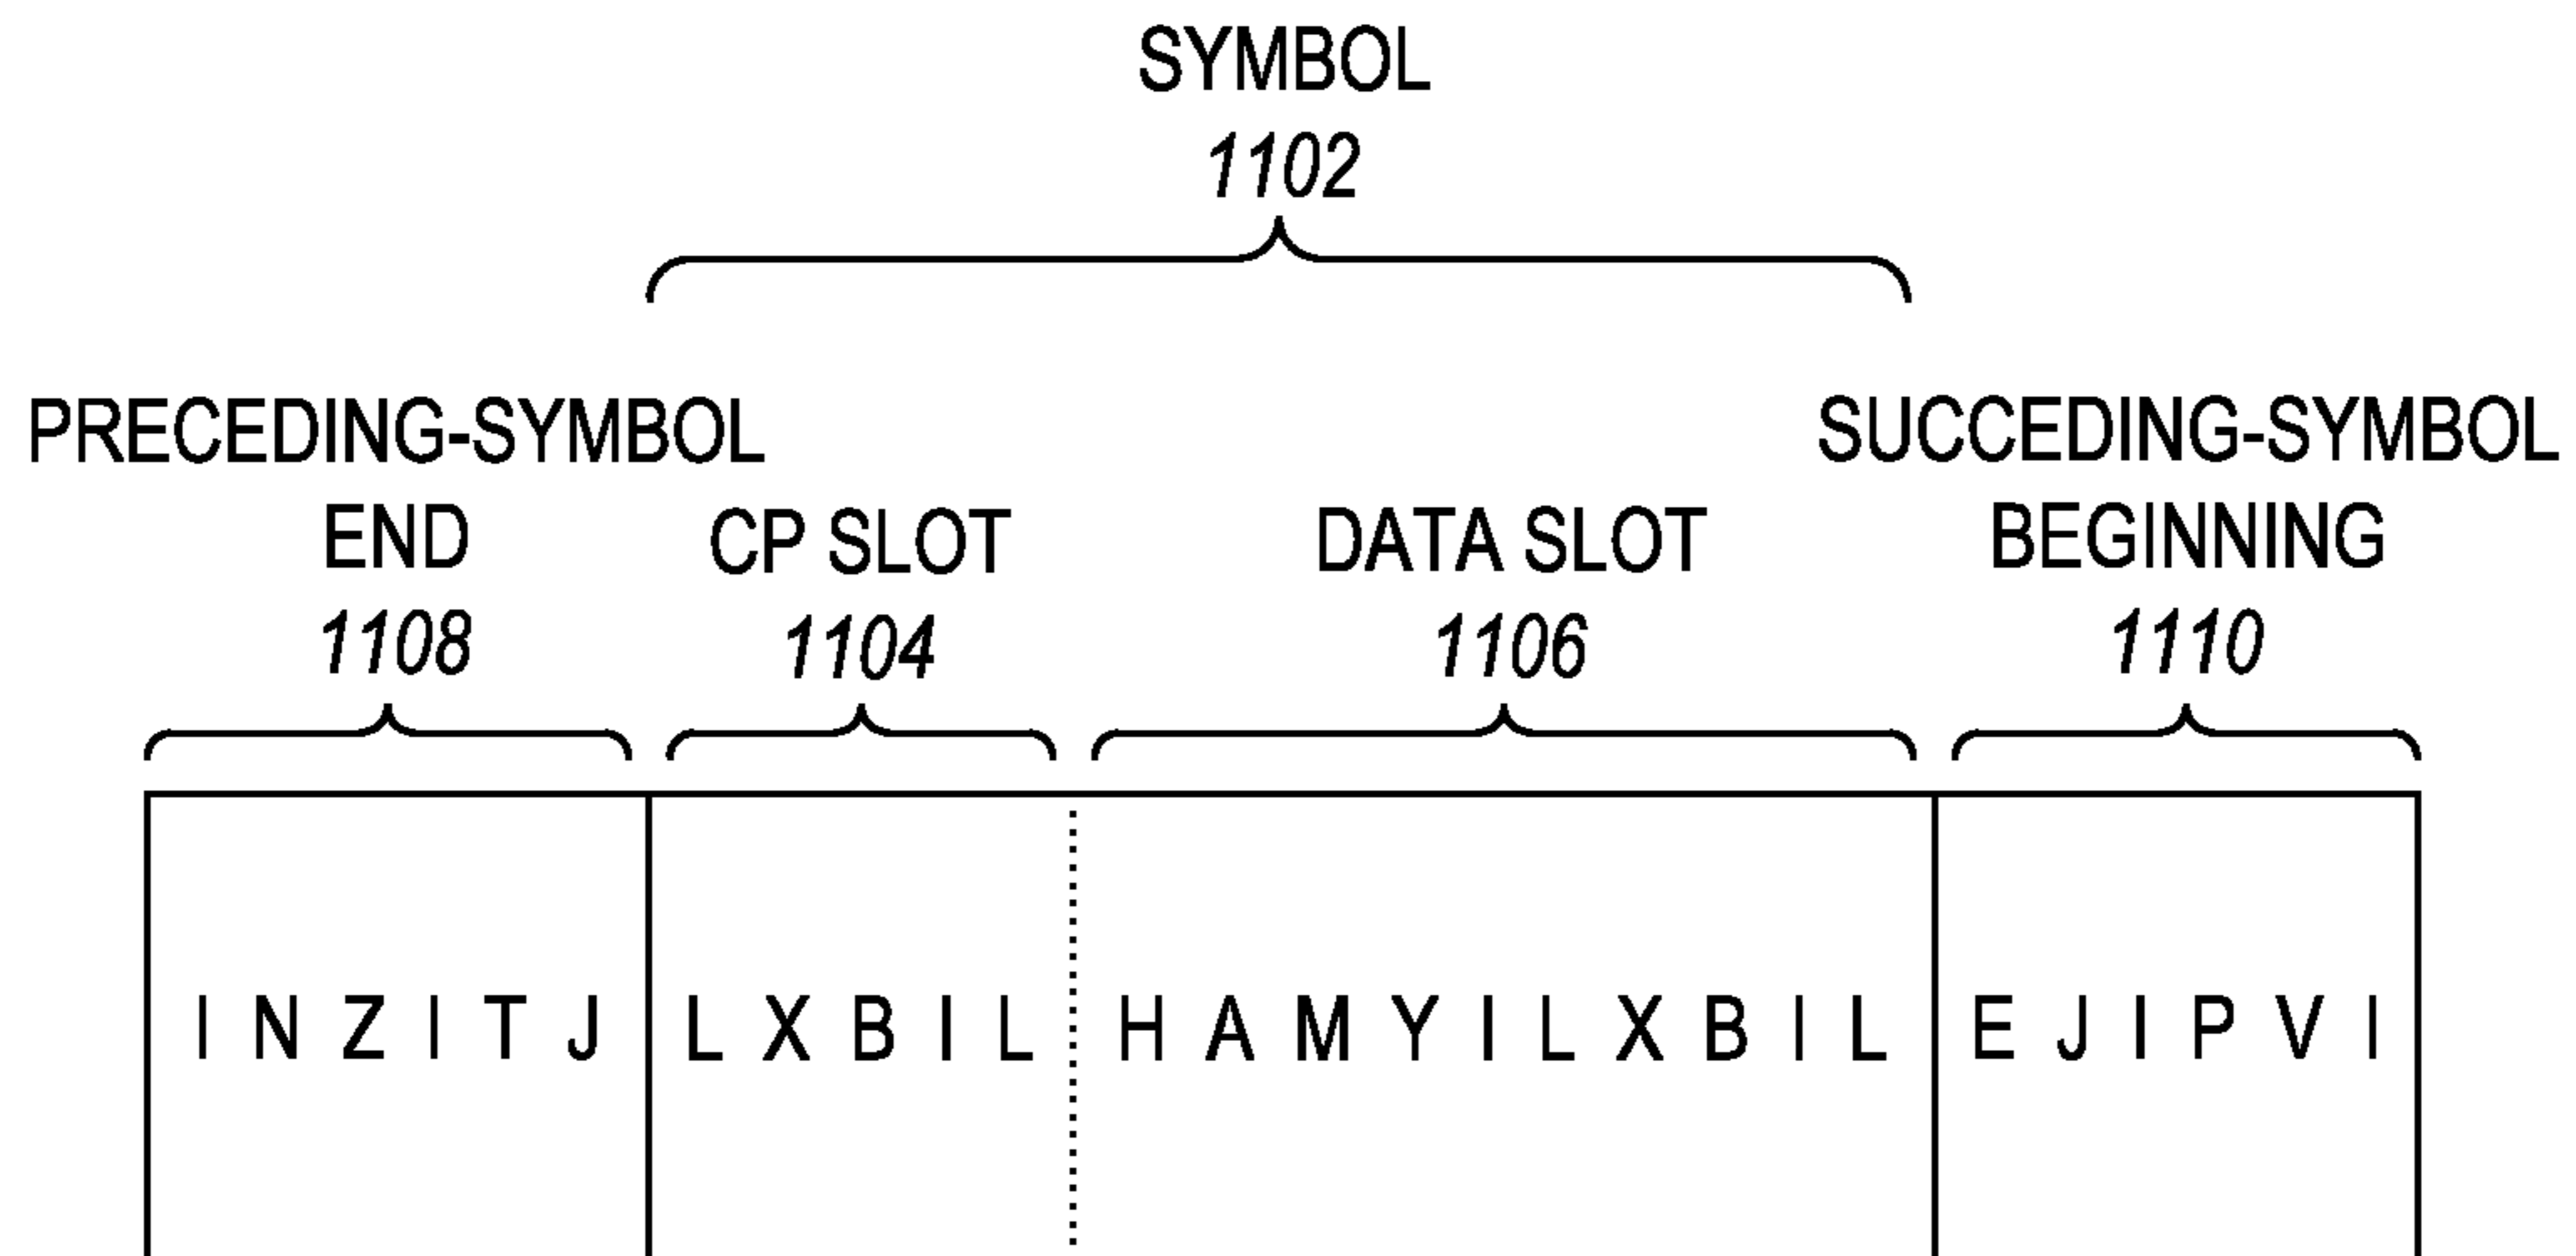 SYMBOL
1102
PRECEDING-SYMBOL
END
1108
CP SLOT
1104
DATA SLOT
1106
SUCCEDING-SYMBOL
BEGINNING
1110
I N Z I T J L X B I L H A M Y I L X B I L E J I P V I